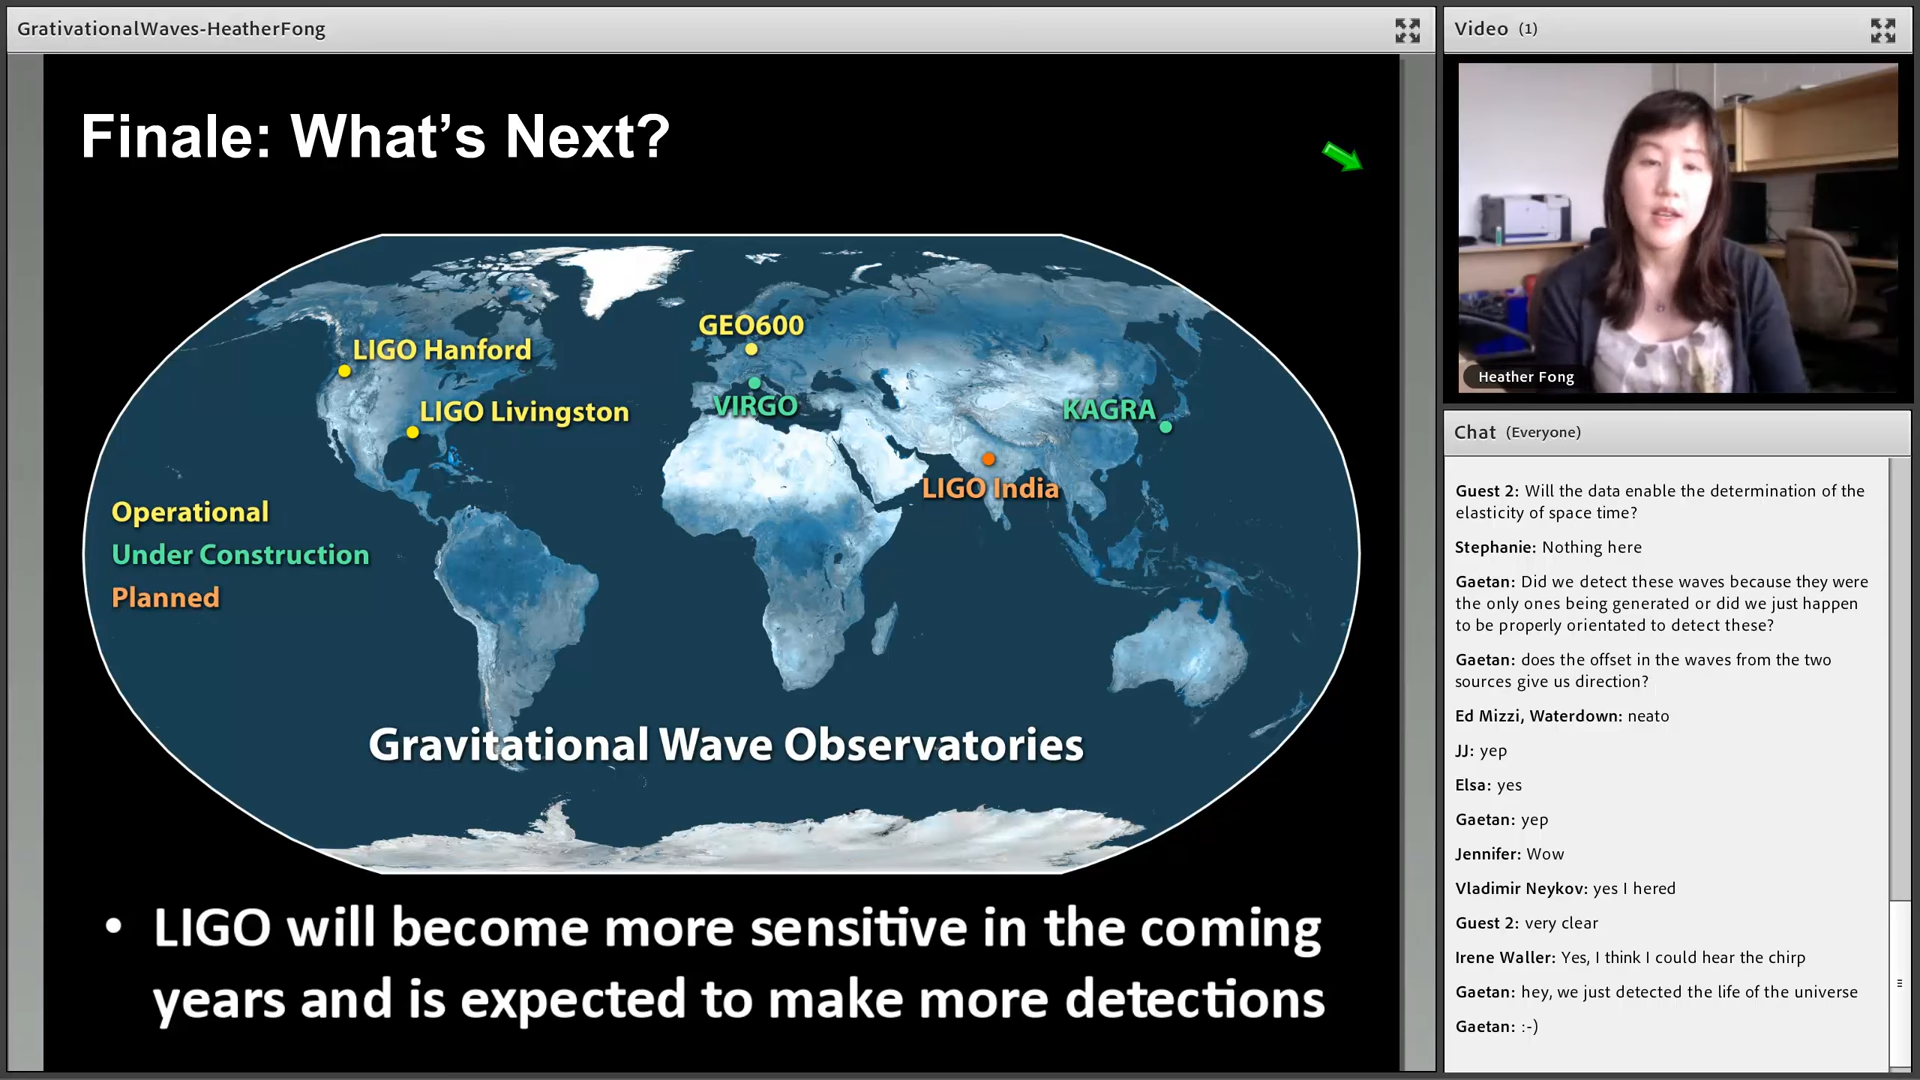 GrativationalWaves-HeatherFong
Finale: What's Next?
GEO600
LIGO Hanford
VIRGO
LIGO Livingston
KAGRA
LIGO India
Operational
Under Construction
Planned
Gravitational Wave Observatories
• LIGO will become more sensitive in the coming
years and is expected to make more detections
Video (1)
Heather Fong
Chat (Everyone)
Guest 2: Will the data enable the determination of the
elasticity of space time?
Stephanie: Nothing here
Gaetan: Did we detect these waves because they were
the only ones being generated or did we just happen
to be properly orientated to detect these?
Gaetan: does the offset in the waves from the two
sources give us direction?
Ed Mizzi, Waterdown: neato
JJ: yep
Elsa: yes
Gaetan: yep
Jennifer: Wow
Vladimir Neykov: yes I hered
Guest 2: very clear
Irene Waller: Yes, I think I could hear the chirp
Gaetan: hey, we just detected the life of the universe
Gaetan: :-)